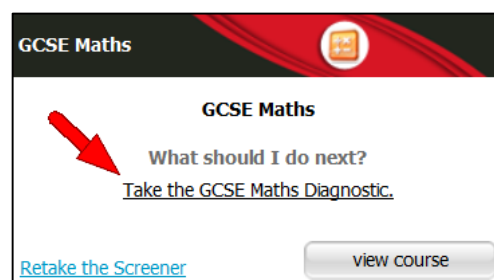 GCSE Maths
GCSE Maths
What should I do next?
Take the GCSE Maths Diagnostic.
Retake the Screener
view course